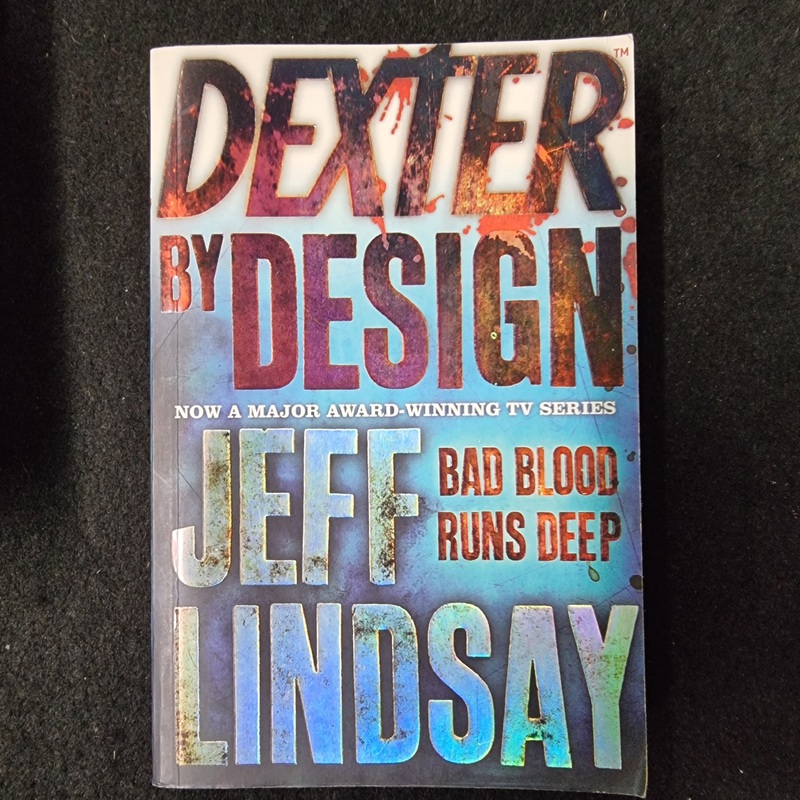 DEXTER™
BY DESIGN
NOW A MAJOR AWARD-WINNING TV SERIES
JEFF
BAD BLOOD
RUNS DEEP
LINDSAY